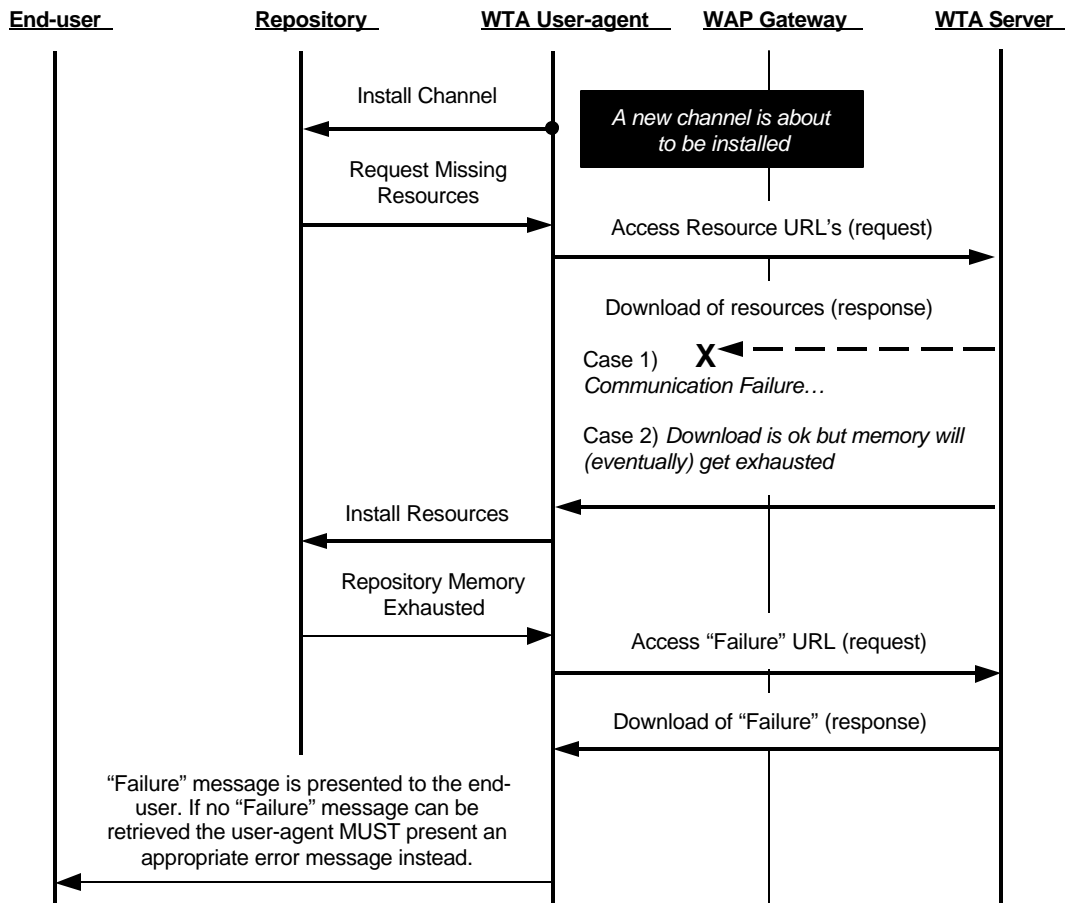 End-user Repository WTA User-agent WAP Gateway WTA Server
Install Channel
A new channel is about
to be installed
Request Missing
Resources
Access Resource URL's (request)
Download of resources (response)
Case 1) X
Communication Failure…
Case 2) Download is ok but memory will
(eventually) get exhausted
Install Resources
Repository Memory
Exhausted
Access “Failure” URL (request)
Download of “Failure” (response)
“Failure” message is presented to the end-
user. If no “Failure” message can be
retrieved the user-agent MUST present an
appropriate error message instead.